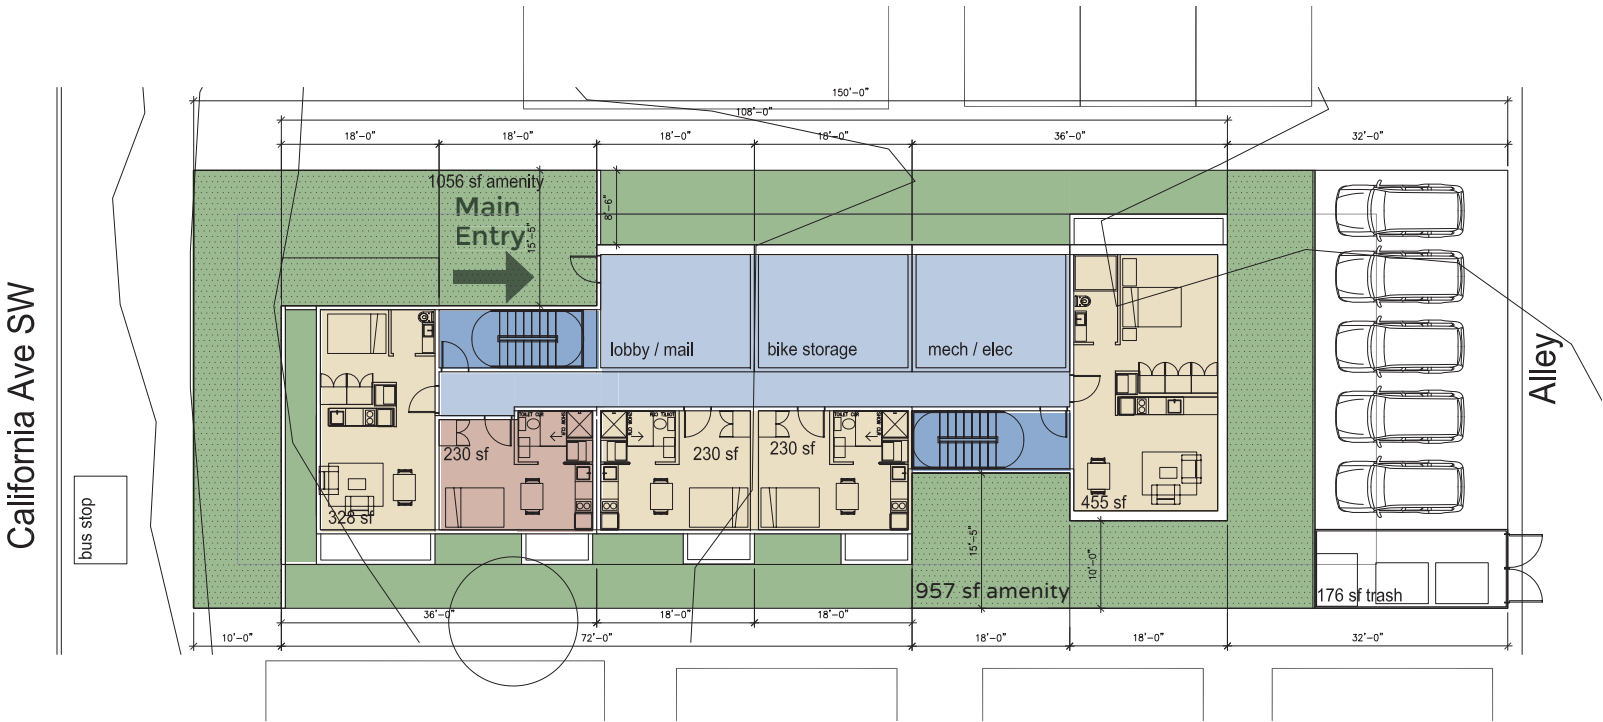 150'-0"
108'-0"
18'-0"
18'-0"
18'-0"
18'-0"
36'-0"
32'-0"
1056 sf amenity
Main
Entry
15'-5"
8'-6"
California Ave SW
bus stop
Alley
lobby / mail
bike storage
mech / elec
230 sf
230 sf
230 sf
328 sf
455 sf
15'-5"
10'-0"
957 sf amenity
176 sf trash
36'-0"
18'-0"
18'-0"
10'-0"
72'-0"
18'-0"
18'-0"
32'-0"